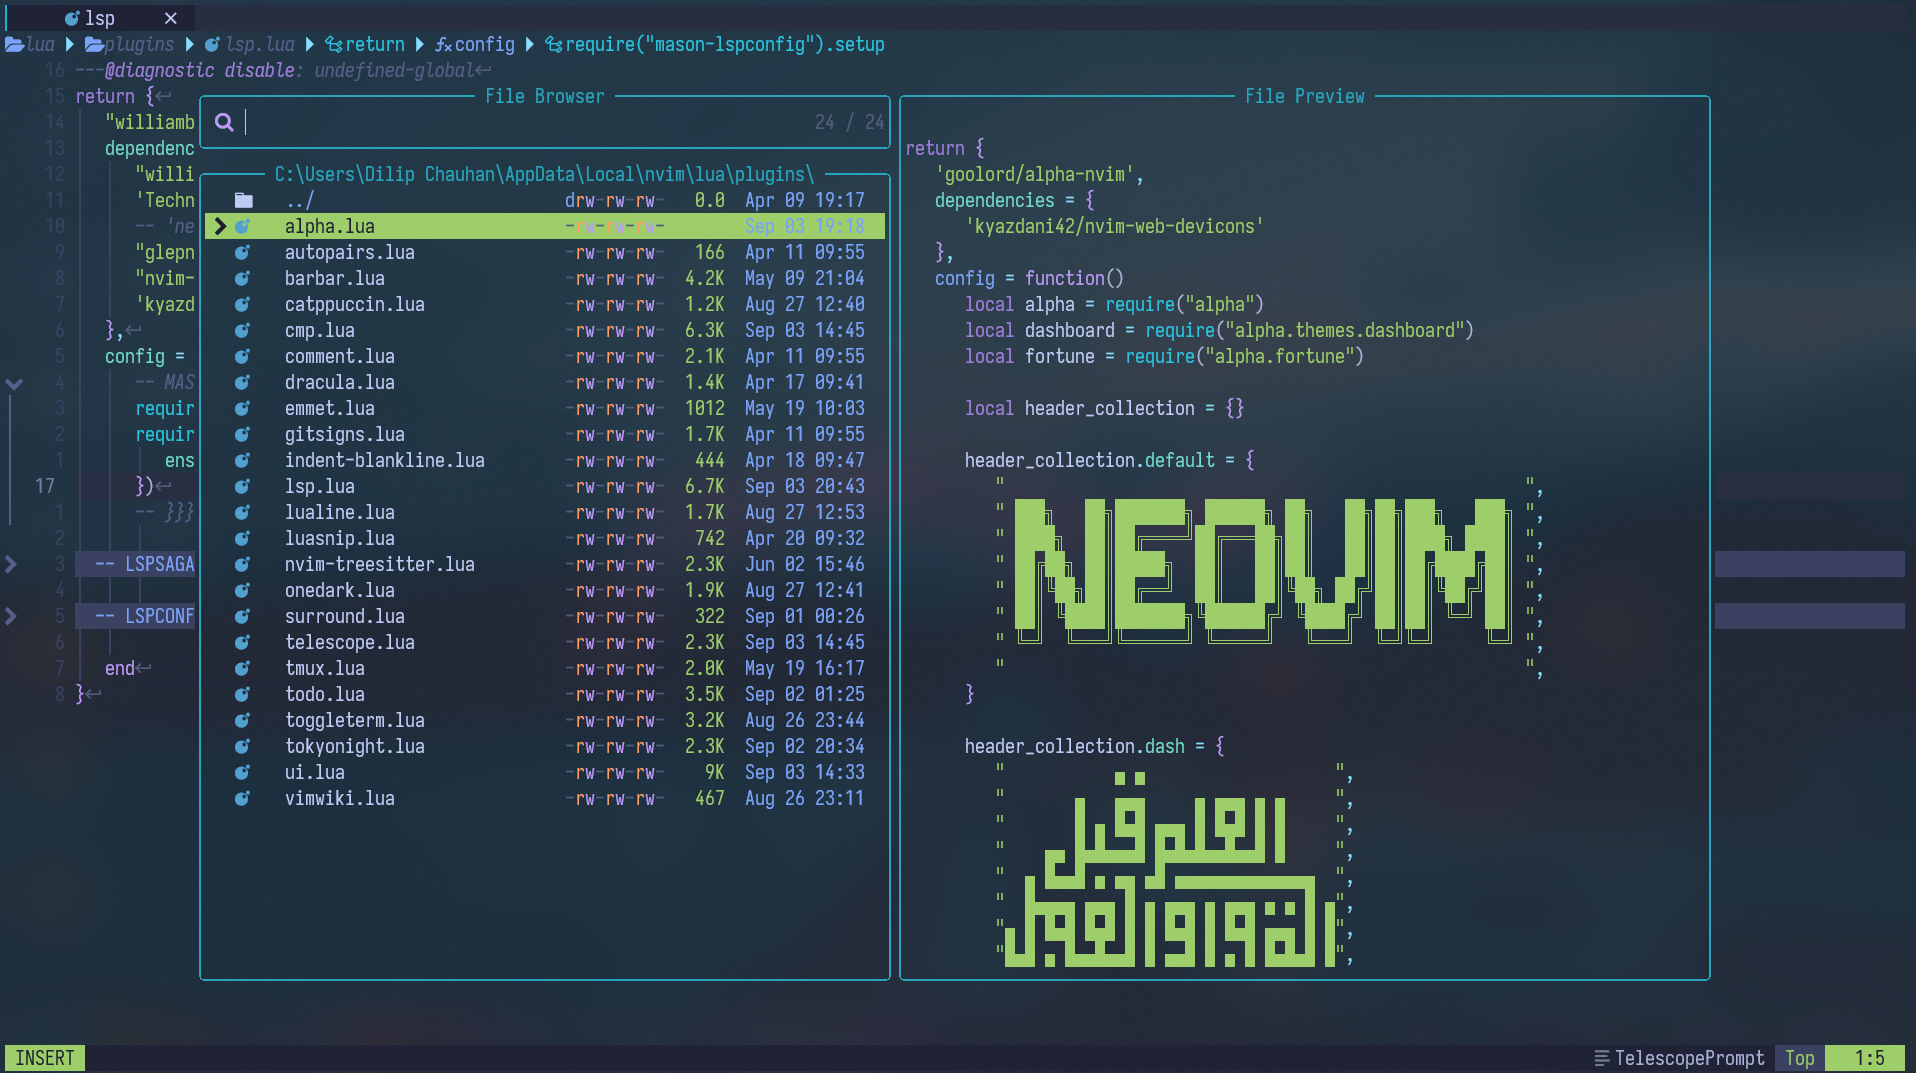 lsp ✕
lua plugins lsp.lua return config require("mason-lspconfig").setup
16 ---@diagnostic disable: undefined-global
15 return {
14 "williamb
13 dependenc
12 "willi
11 'Techn
10 -- 'ne
9 "glepn
8 "nvim-
7 'kyazd
6 },
5 config =
4 -- MAS
3 requir
2 requir
1 ens
17 })
1 -- }}}
2
3 -- LSPSAGA
4
5 -- LSPCONF
6
7 end
8 }
File Browser
24 / 24
C:\Users\Dilip Chauhan\AppData\Local\nvim\lua\plugins\
../ drw-rw-rw- 0.0 Apr 09 19:17
alpha.lua -rw-rw-rw- Sep 03 19:18
autopairs.lua -rw-rw-rw- 166 Apr 11 09:55
barbar.lua -rw-rw-rw- 4.2K May 09 21:04
catppuccin.lua -rw-rw-rw- 1.2K Aug 27 12:40
cmp.lua -rw-rw-rw- 6.3K Sep 03 14:45
comment.lua -rw-rw-rw- 2.1K Apr 11 09:55
dracula.lua -rw-rw-rw- 1.4K Apr 17 09:41
emmet.lua -rw-rw-rw- 1012 May 19 10:03
gitsigns.lua -rw-rw-rw- 1.7K Apr 11 09:55
indent-blankline.lua -rw-rw-rw- 444 Apr 18 09:47
lsp.lua -rw-rw-rw- 6.7K Sep 03 20:43
lualine.lua -rw-rw-rw- 1.7K Aug 27 12:53
luasnip.lua -rw-rw-rw- 742 Apr 20 09:32
nvim-treesitter.lua -rw-rw-rw- 2.3K Jun 02 15:46
onedark.lua -rw-rw-rw- 1.9K Aug 27 12:41
surround.lua -rw-rw-rw- 322 Sep 01 00:26
telescope.lua -rw-rw-rw- 2.3K Sep 03 14:45
tmux.lua -rw-rw-rw- 2.0K May 19 16:17
todo.lua -rw-rw-rw- 3.5K Sep 02 01:25
toggleterm.lua -rw-rw-rw- 3.2K Aug 26 23:44
tokyonight.lua -rw-rw-rw- 2.3K Sep 02 20:34
ui.lua -rw-rw-rw- 9K Sep 03 14:33
vimwiki.lua -rw-rw-rw- 467 Aug 26 23:11
File Preview
return {
'goolord/alpha-nvim',
dependencies = {
'kyazdani42/nvim-web-devicons'
},
config = function()
local alpha = require("alpha")
local dashboard = require("alpha.themes.dashboard")
local fortune = require("alpha.fortune")
local header_collection = {}
header_collection.default = {
" ",
NEOVIM
" ",
}
header_collection.dash = {
INSERT TelescopePrompt Top 1:5